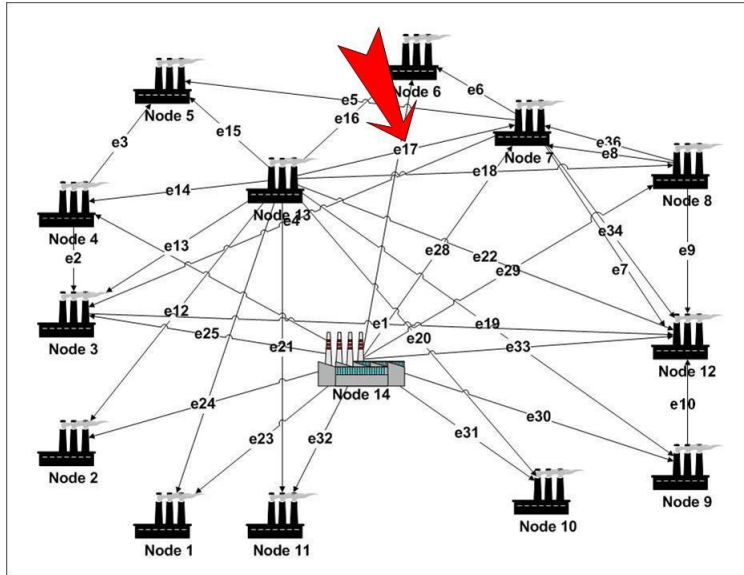 Node 6
Node 5
e6
e5
e16
e36
e15
e17
e8
Node 7
e3
e18
e14
Node 8
Node 13
Node 4
e4
e34
e13
e28
e9
e2
e22
e7
e29
e12
e1
e19
Node 3
e25
e20
e21
e33
Node 12
Node 14
e24
e10
e30
e23
e32
e31
Node 2
Node 9
Node 10
Node 1
Node 11